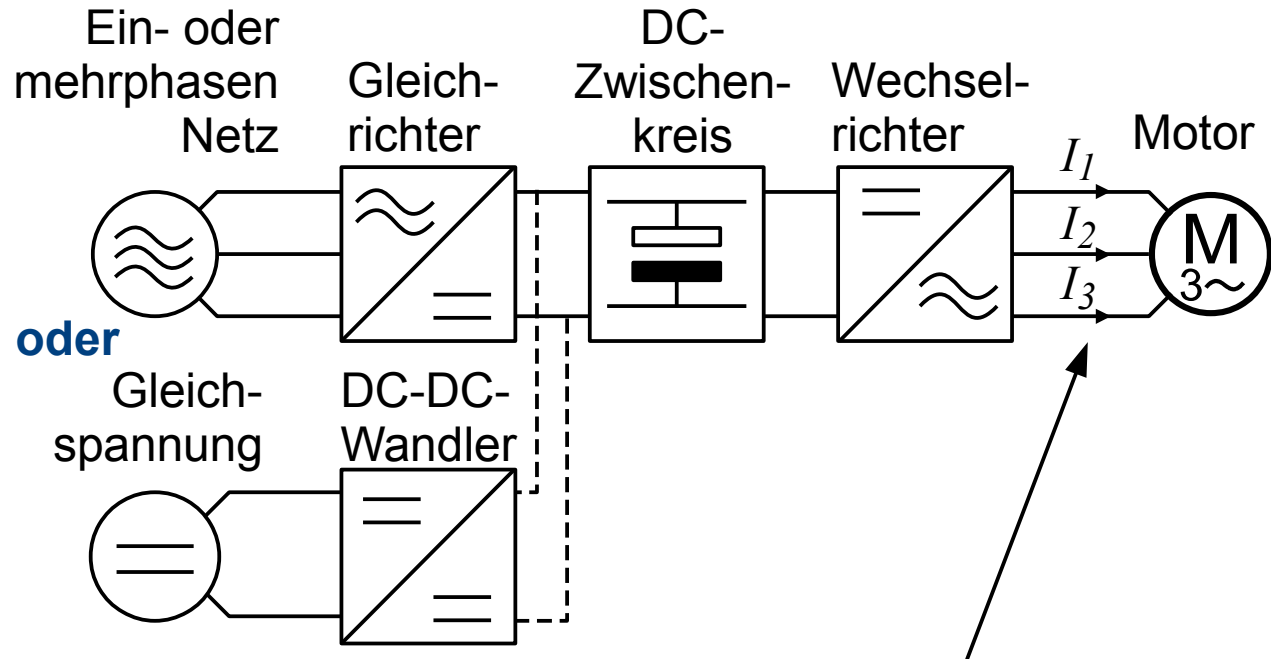 Ein- oder
mehrphasen
Netz
Gleich-
richter
DC-
Zwischen-
kreis
Wechsel-
richter
Motor
I1
I2
I3
M
3~
oder
Gleich-
spannung
DC-DC-
Wandler